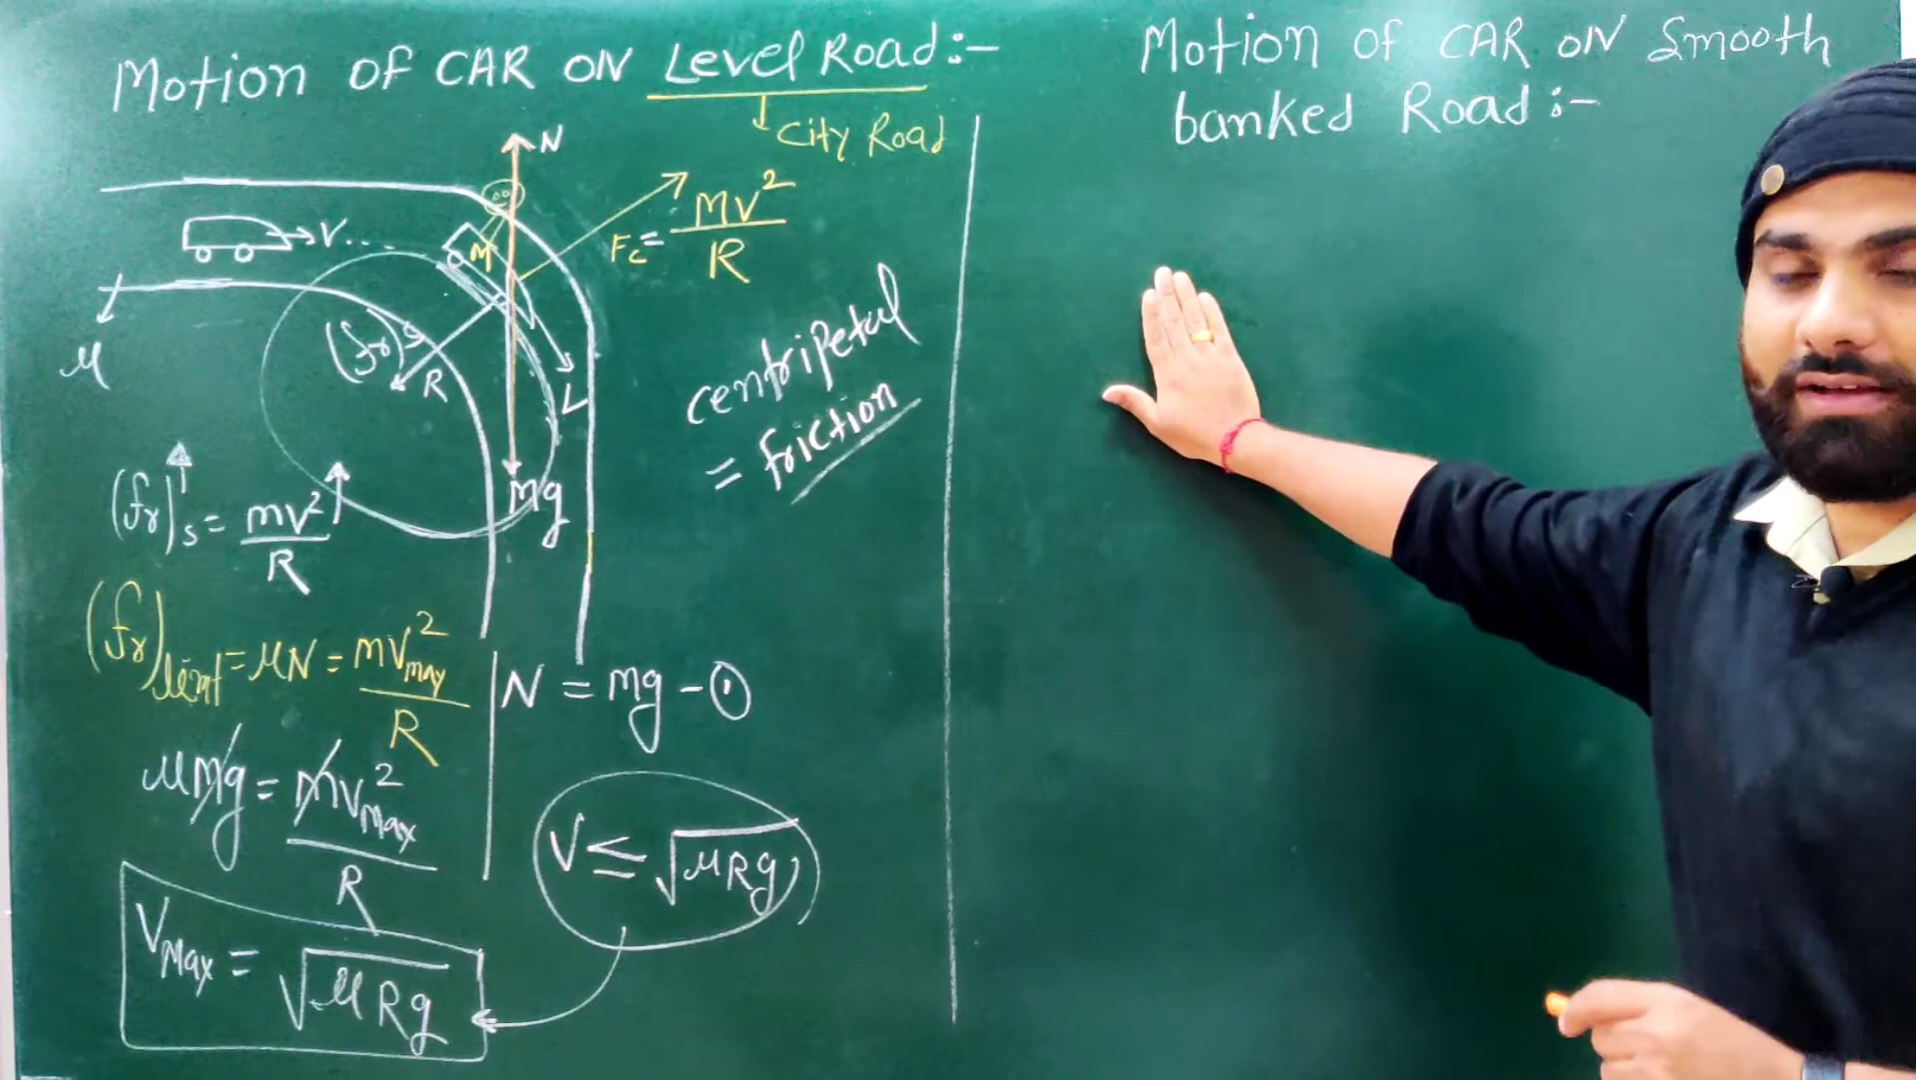 Motion OF CAR ON Level Road :-
City Road
N
V...
M
Fc = mv²/R
μ
(fr)s
R
L
centripetal
= friction
mg
(fr)s = mv²/R
(fr)limit = μN = mv²max/R
N = mg - ①
μmg = mv²max/R
V ≤ √μRg
Vmax = √μRg
Motion OF CAR ON Smooth
banked Road :-